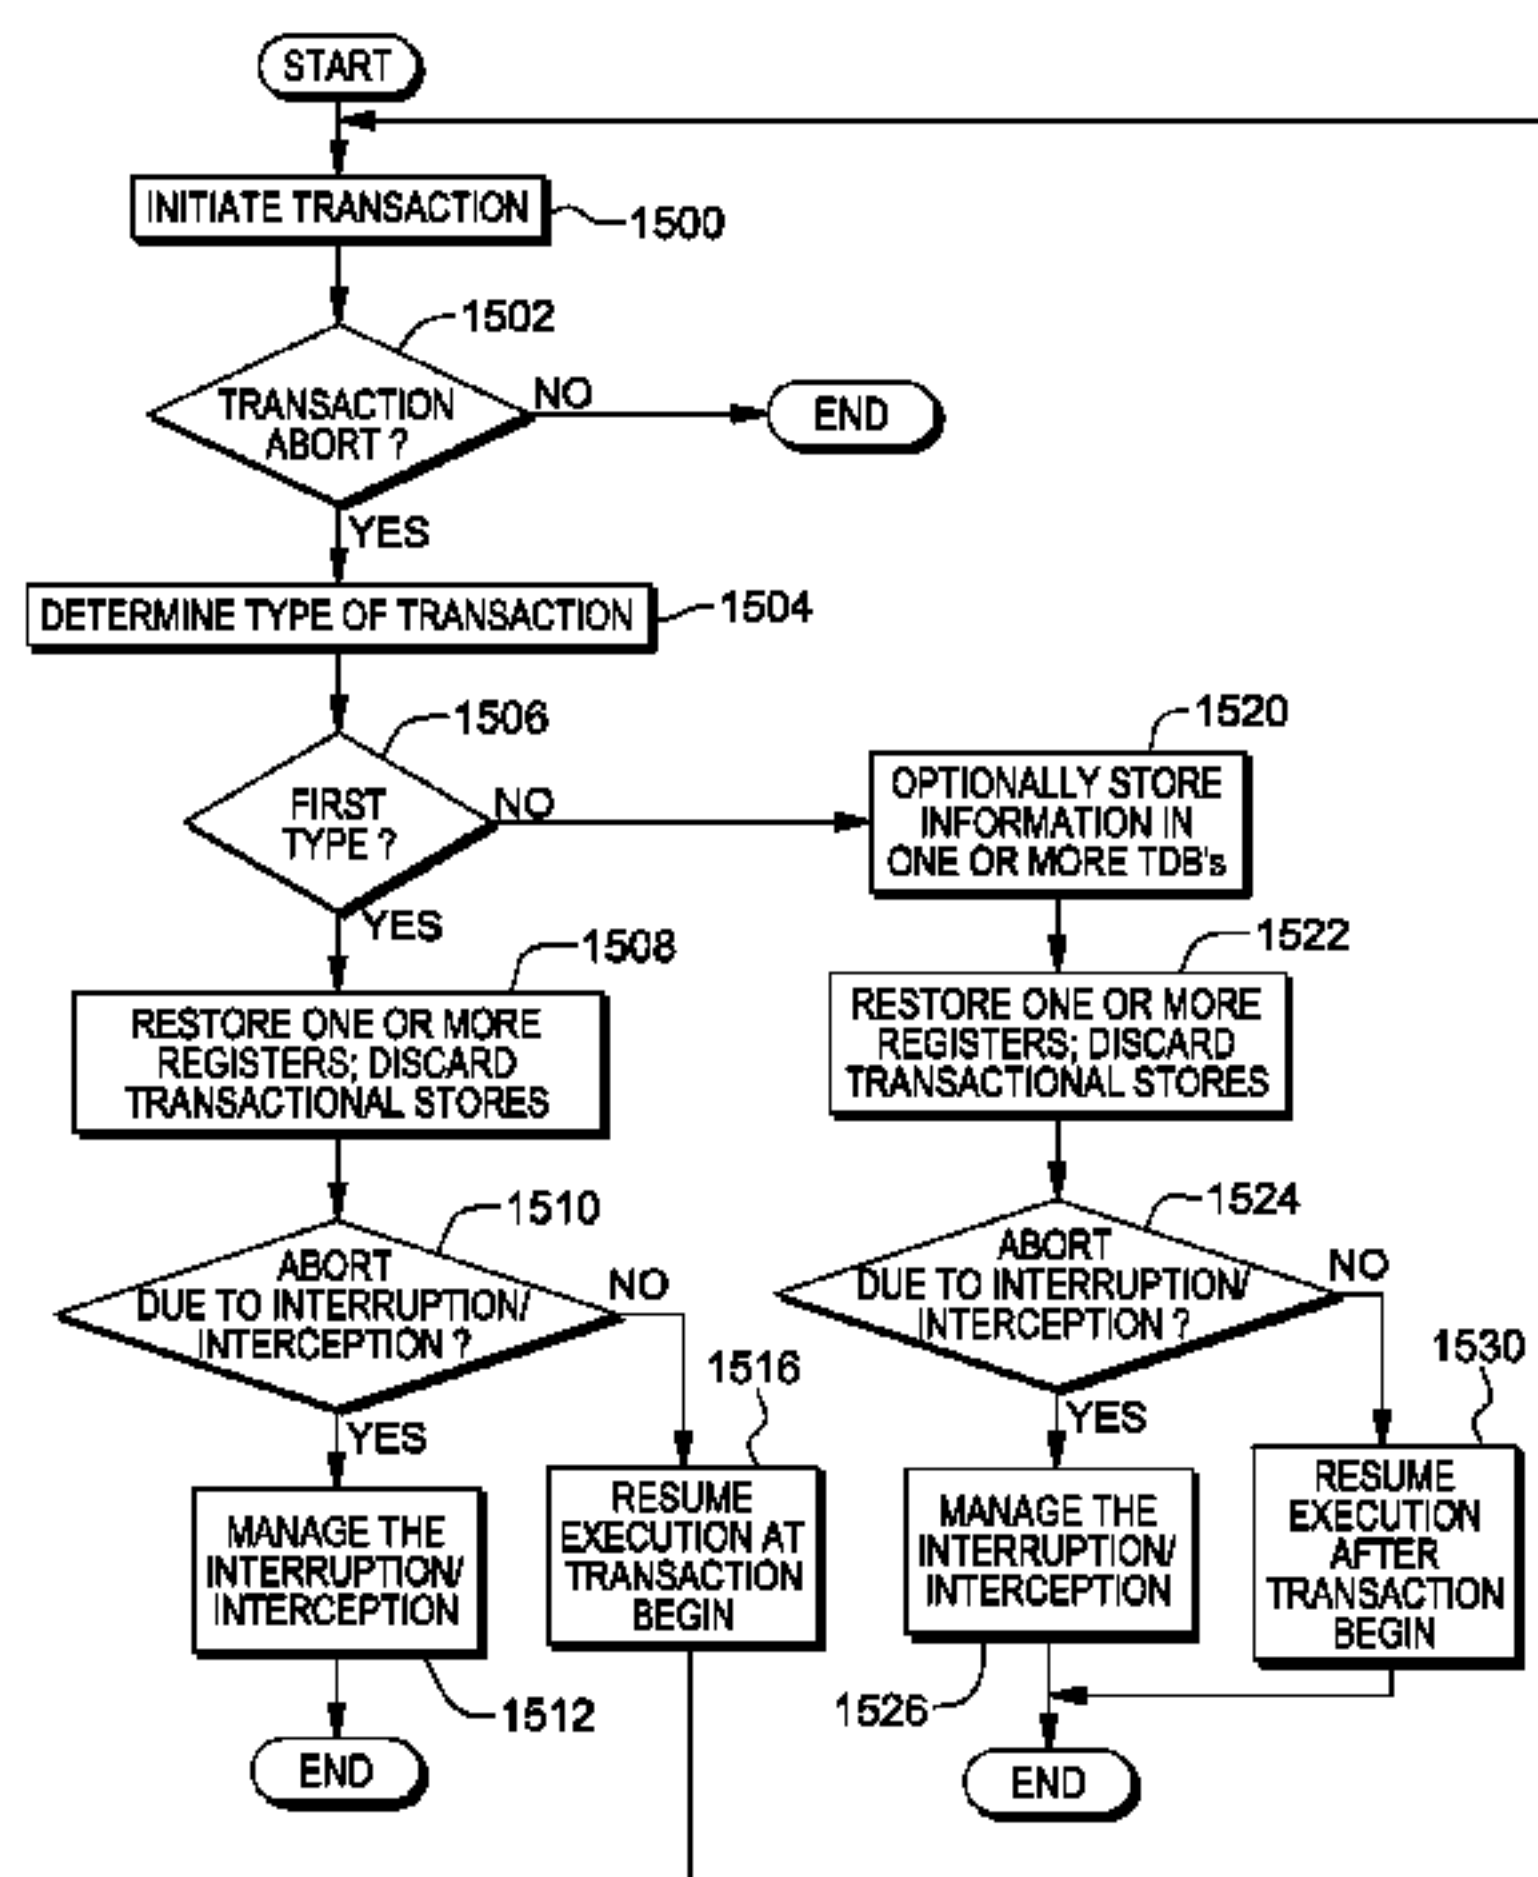 START
INITIATE TRANSACTION
1500
1502
TRANSACTION
ABORT ?
NO
END
YES
DETERMINE TYPE OF TRANSACTION
1504
1506
FIRST
TYPE ?
NO
1520
OPTIONALLY STORE
INFORMATION IN
ONE OR MORE TDB's
YES
1508
RESTORE ONE OR MORE
REGISTERS; DISCARD
TRANSACTIONAL STORES
1522
RESTORE ONE OR MORE
REGISTERS; DISCARD
TRANSACTIONAL STORES
1510
ABORT
DUE TO INTERRUPTION/
INTERCEPTION ?
NO
1524
ABORT
DUE TO INTERRUPTION/
INTERCEPTION ?
NO
YES
1516
YES
1530
MANAGE THE
INTERRUPTION/
INTERCEPTION
1512
END
RESUME
EXECUTION AT
TRANSACTION
BEGIN
MANAGE THE
INTERRUPTION/
INTERCEPTION
1526
RESUME
EXECUTION
AFTER
TRANSACTION
BEGIN
END